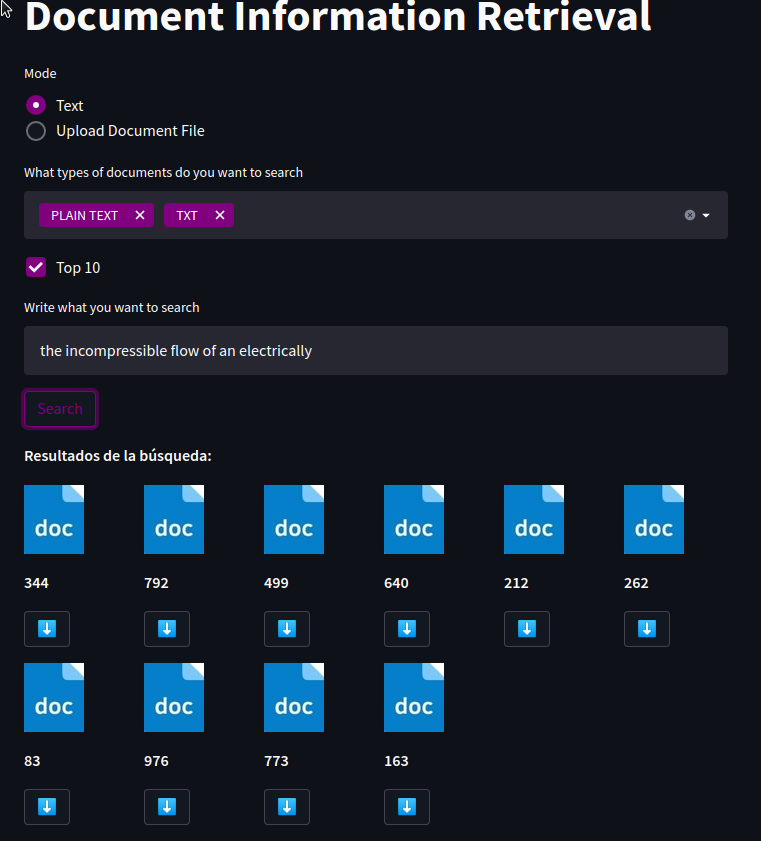 Document Information Retrieval
Mode
Text
Upload Document File
What types of documents do you want to search
PLAIN TEXT TXT
Top 10
Write what you want to search
the incompressible flow of an electrically
Search
Resultados de la búsqueda:
doc doc doc doc doc doc
344 792 499 640 212 262
doc doc doc doc
83 976 773 163